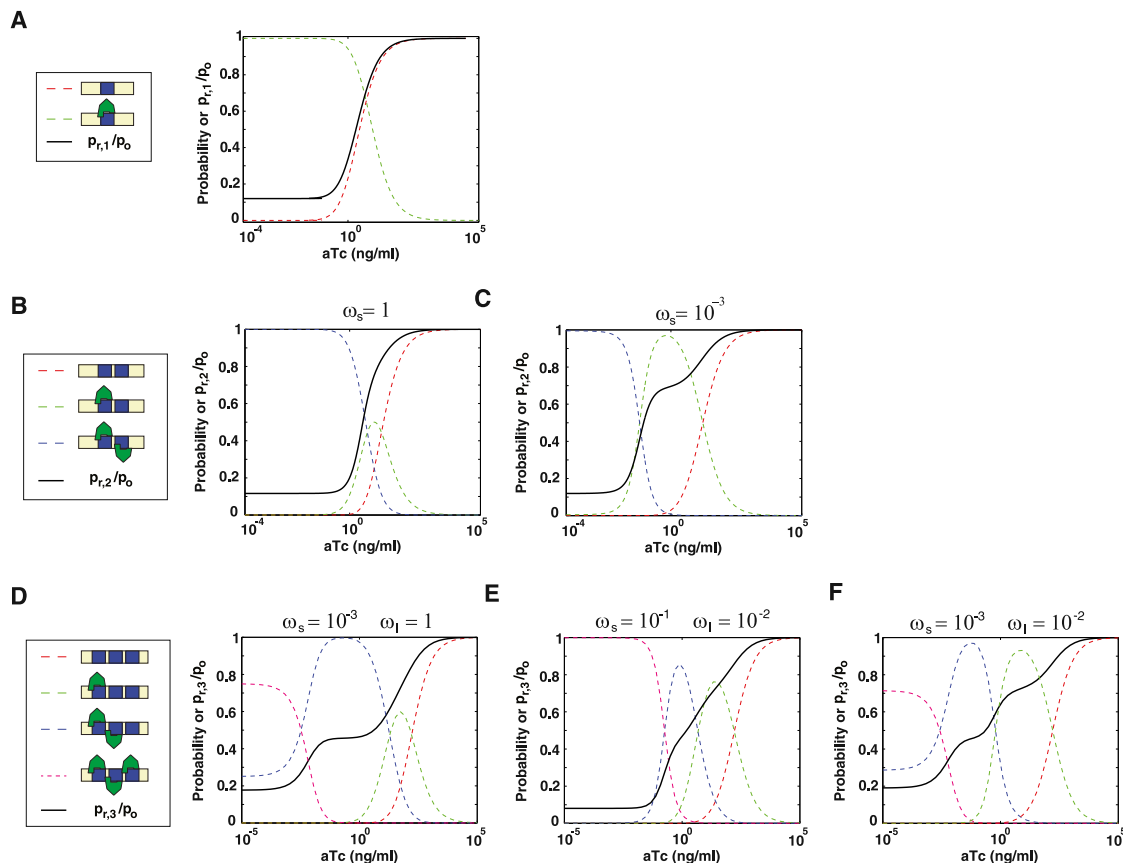 A
p_r,1/p_o
Probability or p_r,1/p_o
1
0.8
0.6
0.4
0.2
0
10^-4
10^0
10^5
aTc (ng/ml)
B
ω_s = 1
p_r,2/p_o
Probability or p_r,2/p_o
1
0.8
0.6
0.4
0.2
0
10^-4
10^0
10^5
aTc (ng/ml)
C
ω_s = 10^-3
Probability or p_r,2/p_o
1
0.8
0.6
0.4
0.2
0
10^-4
10^0
10^5
aTc (ng/ml)
D
ω_s = 10^-3 ω_l = 1
p_r,3/p_o
Probability or p_r,3/p_o
1
0.8
0.6
0.4
0.2
0
10^-5
10^0
10^5
aTc (ng/ml)
E
ω_s = 10^-1 ω_l = 10^-2
Probability or p_r,3/p_o
1
0.8
0.6
0.4
0.2
0
10^-5
10^0
10^5
aTc (ng/ml)
F
ω_s = 10^-3 ω_l = 10^-2
Probability or p_r,3/p_o
1
0.8
0.6
0.4
0.2
0
10^-5
10^0
10^5
aTc (ng/ml)